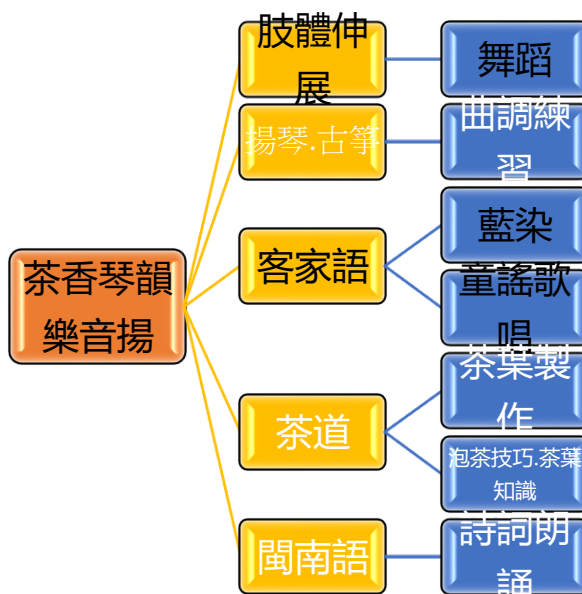 茶香琴韻
樂音揚
肢體伸
展
舞蹈
揚琴.古箏
曲調練
習
客家語
藍染
童謠歌
唱
茶道
茶葉製
作
泡茶技巧.茶葉
知識
閩南語
詩詞朗
誦